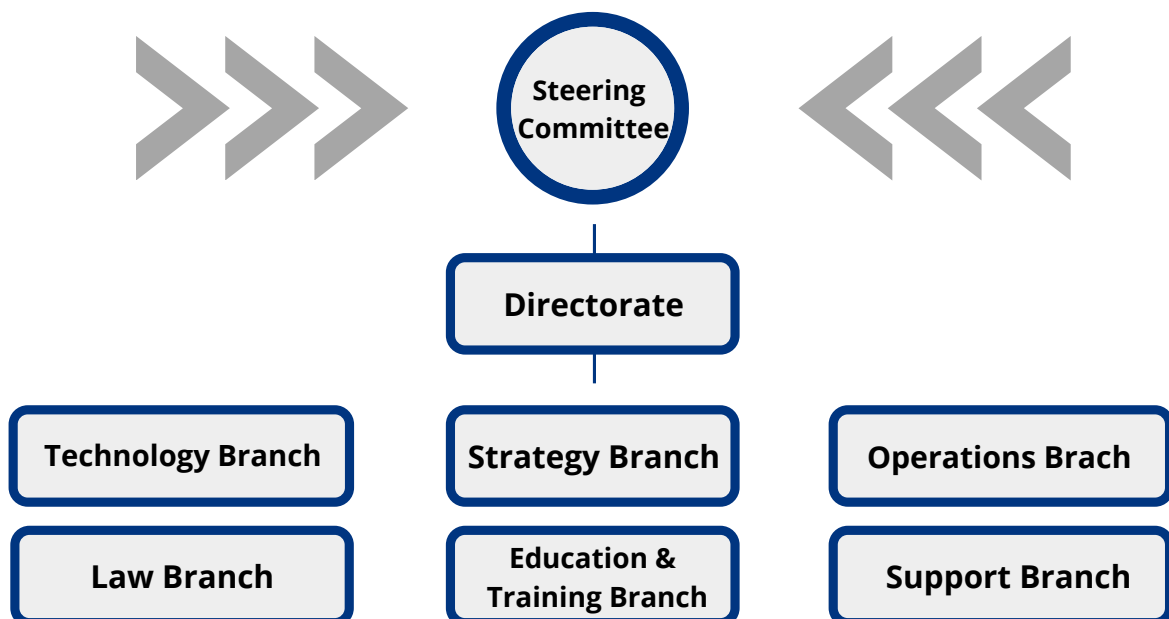 Steering
Committee
Directorate
Technology Branch
Strategy Branch
Operations Brach
Law Branch
Education &
Training Branch
Support Branch